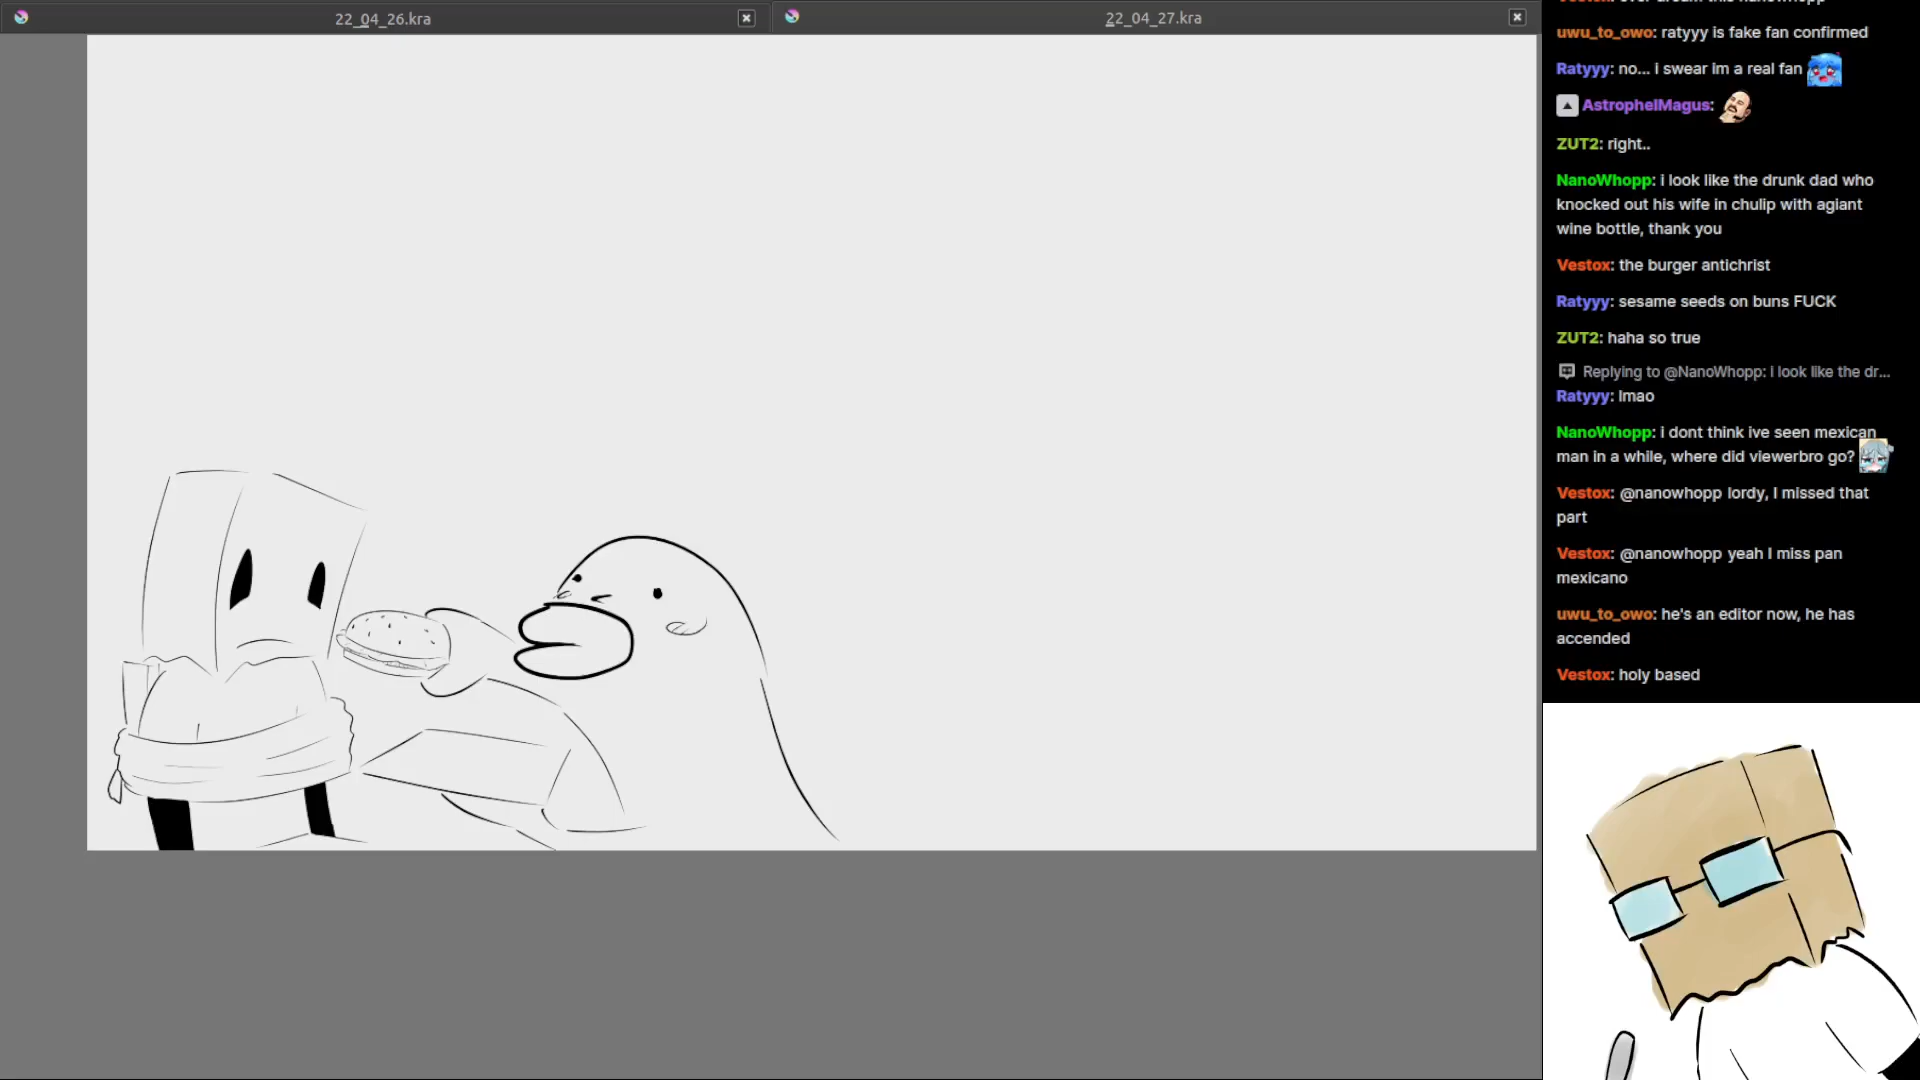 22_04_26.kra
22_04_27.kra
uwu_to_owo: ratyyy is fake fan confirmed
Ratyyy: no... i swear im a real fan
AstrophelMagus:
ZUT2: right..
NanoWhopp: i look like the drunk dad who
knocked out his wife in chulip with agiant
wine bottle, thank you
Vestox: the burger antichrist
Ratyyy: sesame seeds on buns FUCK
ZUT2: haha so true
Replying to @NanoWhopp: i look like the dr...
Ratyyy: lmao
NanoWhopp: i dont think ive seen mexican
man in a while, where did viewerbro go?
Vestox: @nanowhopp lordy, I missed that
part
Vestox: @nanowhopp yeah I miss pan
mexicano
uwu_to_owo: he's an editor now, he has
accended
Vestox: holy based